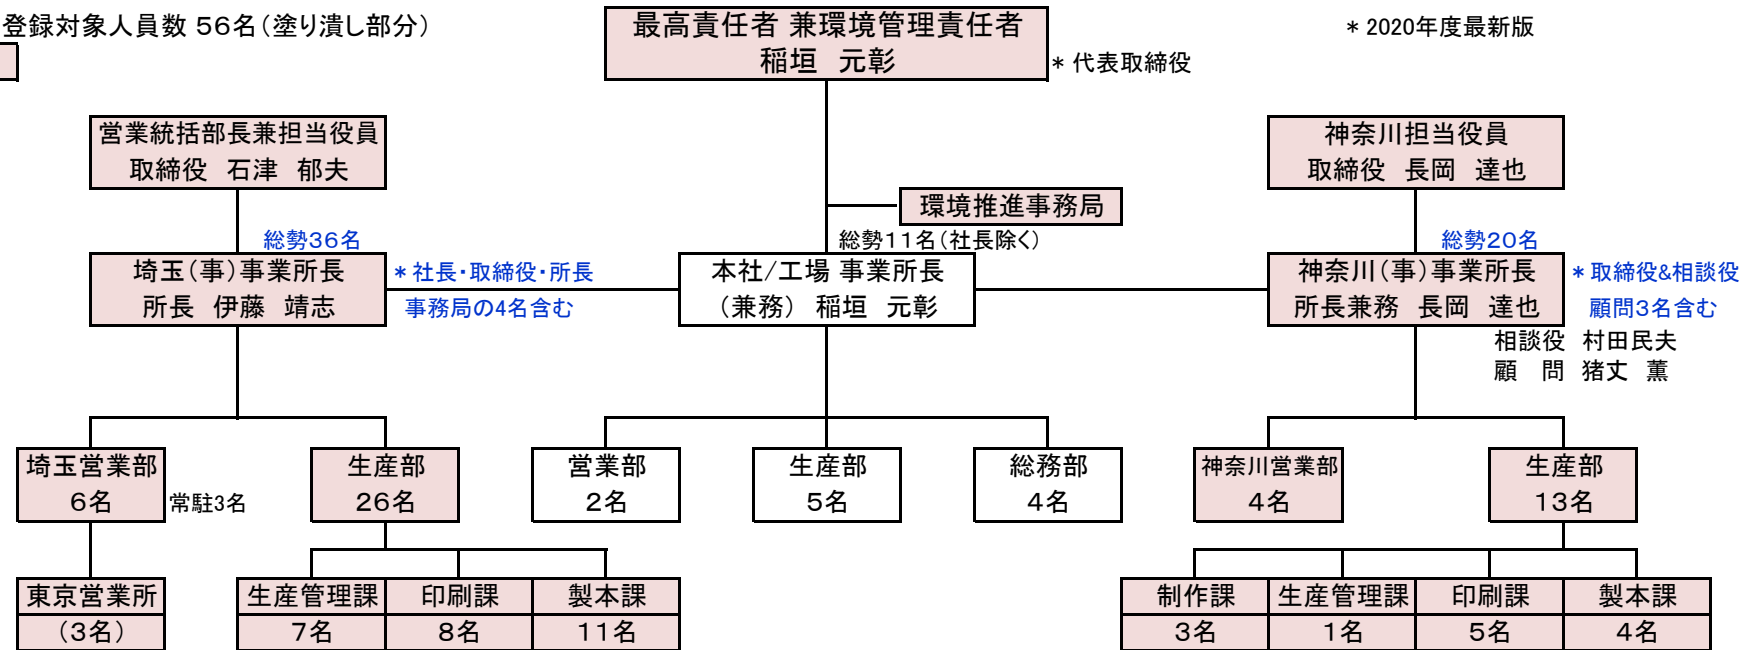 登録対象人員数 56名(塗り潰し部分)
最高責任者 兼環境管理責任者
稲垣 元彰
＊代表取締役
＊2020年度最新版
営業統括部長兼担当役員
取締役 石津 郁夫
神奈川担当役員
取締役 長岡 達也
環境推進事務局
総勢36名
総勢11名(社長除く)
総勢20名
埼玉(事)事業所長
所長 伊藤 靖志
＊社長・取締役・所長
事務局の4名含む
本社/工場 事業所長
(兼務) 稲垣 元彰
神奈川(事)事業所長
所長兼務 長岡 達也
＊取締役&相談役
顧問3名含む
相談役 村田民夫
顧 問 猪丈 薫
埼玉営業部
6名
常駐3名
生産部
26名
営業部
2名
生産部
5名
総務部
4名
神奈川営業部
4名
生産部
13名
東京営業所
(3名)
生産管理課 印刷課 製本課
7名 8名 11名
制作課 生産管理課 印刷課 製本課
3名 1名 5名 4名